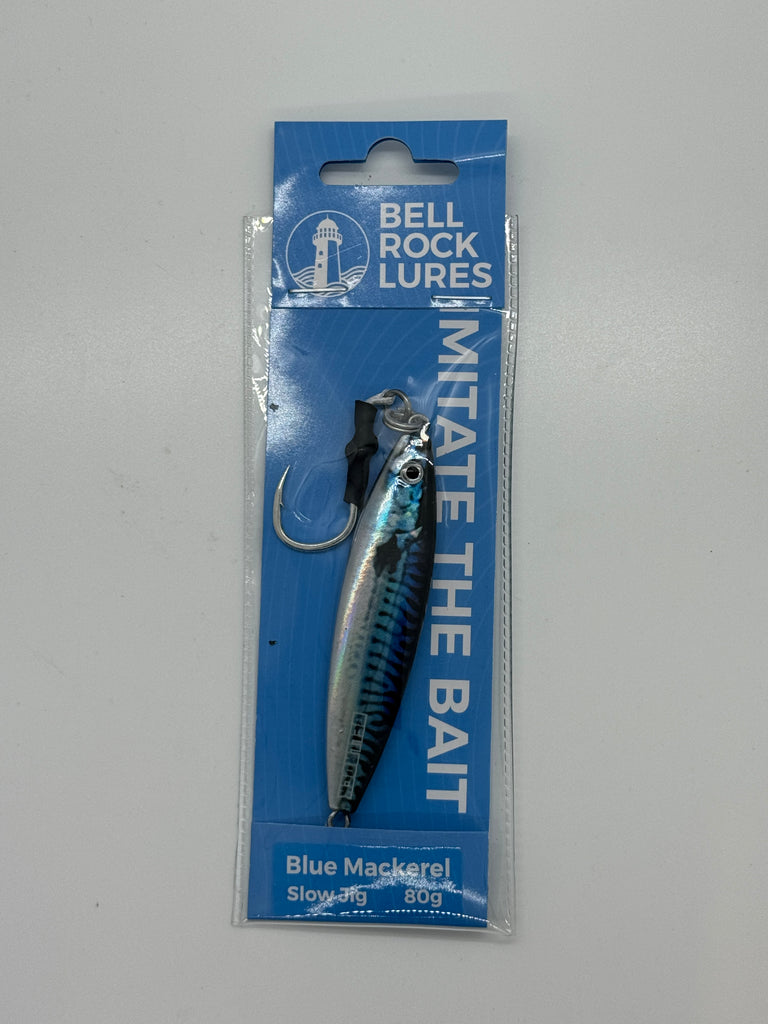 BELL
ROCK
LURES
IMITATE THE BAIT
Blue Mackerel
Slow Jig 80g